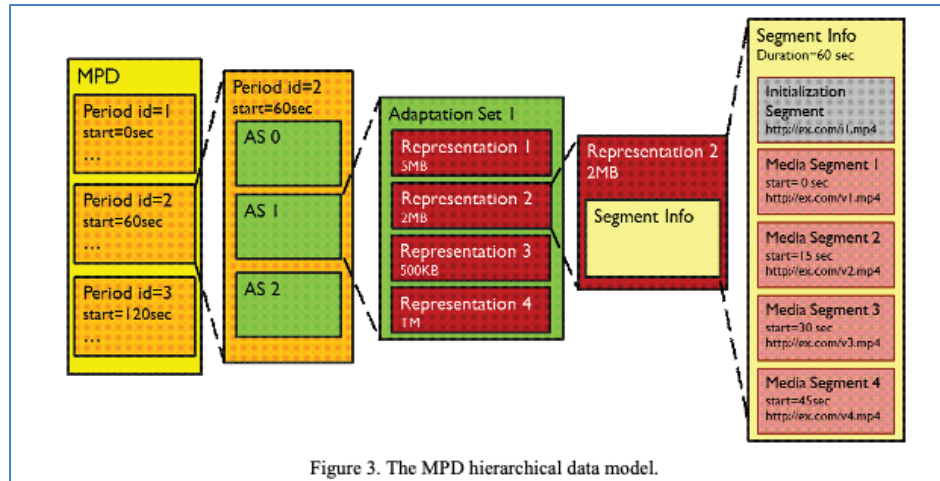 MPD
Period id=1
start=0sec
...
Period id=2
start=60sec
...
Period id=3
start=120sec
...
Period id=2
start=60sec
AS 0
AS 1
AS 2
Adaptation Set 1
Representation 1
5MB
Representation 2
2MB
Representation 3
500KB
Representation 4
TM
Representation 2
2MB
Segment Info
Segment Info
Duration=60 sec
Initialization
Segment
http://ex.com/i1.mp4
Media Segment 1
start= 0 sec
http://ex.com/v1.mp4
Media Segment 2
start=15 sec
http://ex.com/v2.mp4
Media Segment 3
start=30 sec
http://ex.com/v3.mp4
Media Segment 4
start=45sec
http://ex.com/v4.mp4
Figure 3. The MPD hierarchical data model.